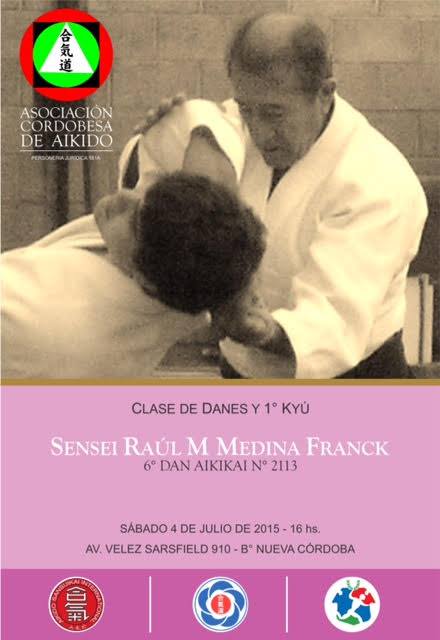 合
気
道
ASOCIACIÓN
CORDOBESA
DE AIKIDO
CLASE DE DANES Y 1° KYÚ
SENSEI RAÚL M MEDINA FRANCK
6° DAN AIKIKAI N° 2113
SÁBADO 4 DE JULIO DE 2015 - 16 hs.
AV. VELEZ SARSFIELD 910 - B° NUEVA CÓRDOBA